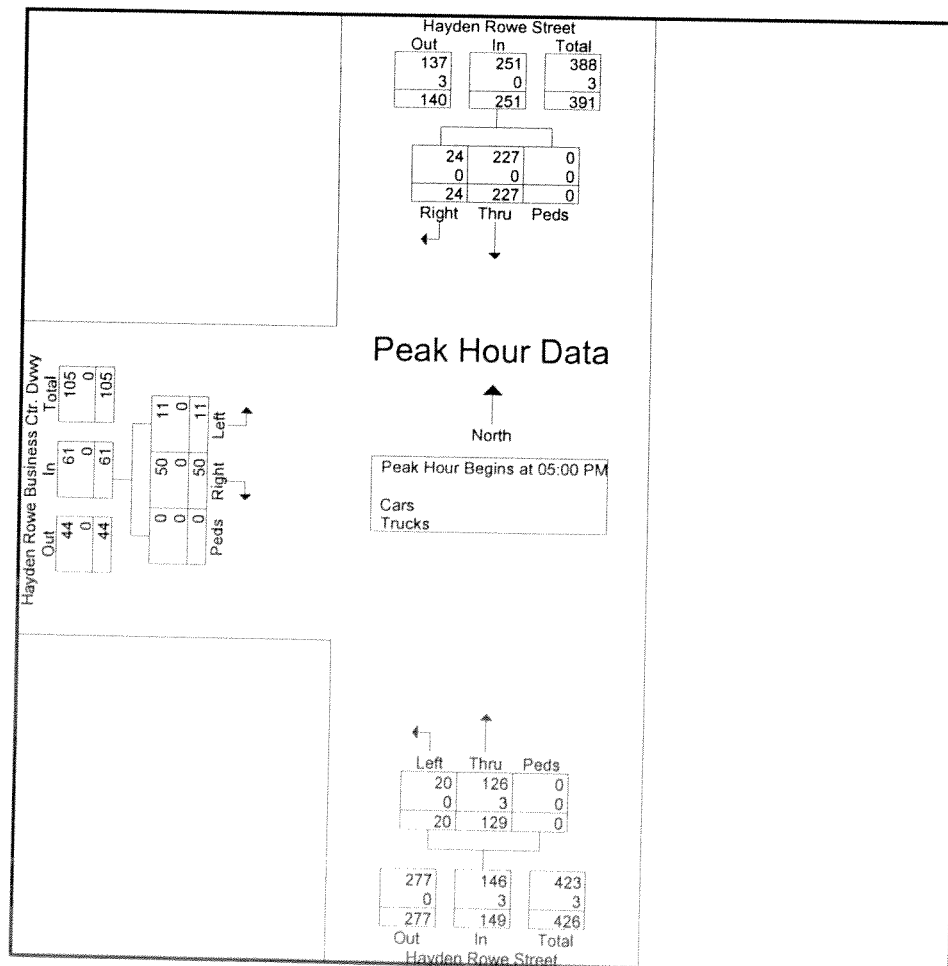 Hayden Rowe Street
Out In Total
137 251 388
3 0 3
140 251 391
24 227 0
0 0 0
24 227 0
Right Thru Peds
Peak Hour Data
North
Peak Hour Begins at 05:00 PM
Cars
Trucks
Hayden Rowe Business Ctr. Dvwy
Out In Total
44 61 105
0 0 0
44 61 105
0 50 11
0 0 0
0 50 11
Peds Right Left
Left Thru Peds
20 126 0
0 3 0
20 129 0
277 146 423
0 3 3
277 149 426
Out In Total
Hayden Rowe Street